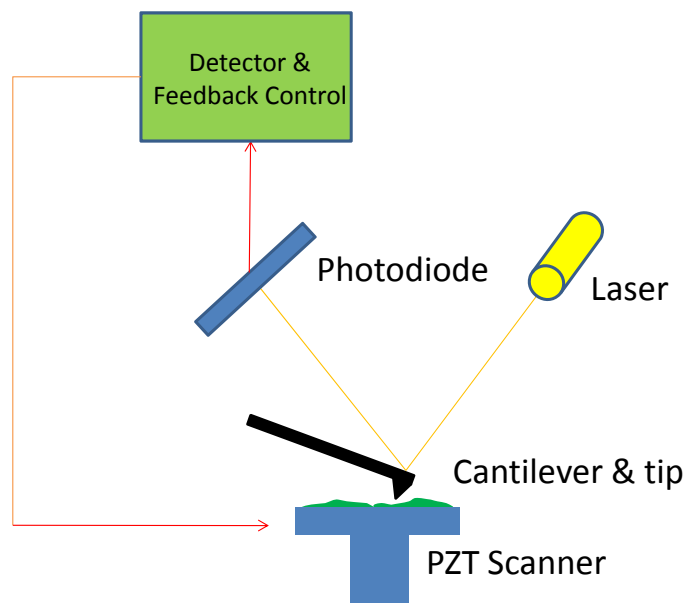 Detector &
Feedback Control
Photodiode
Laser
Cantilever & tip
PZT Scanner